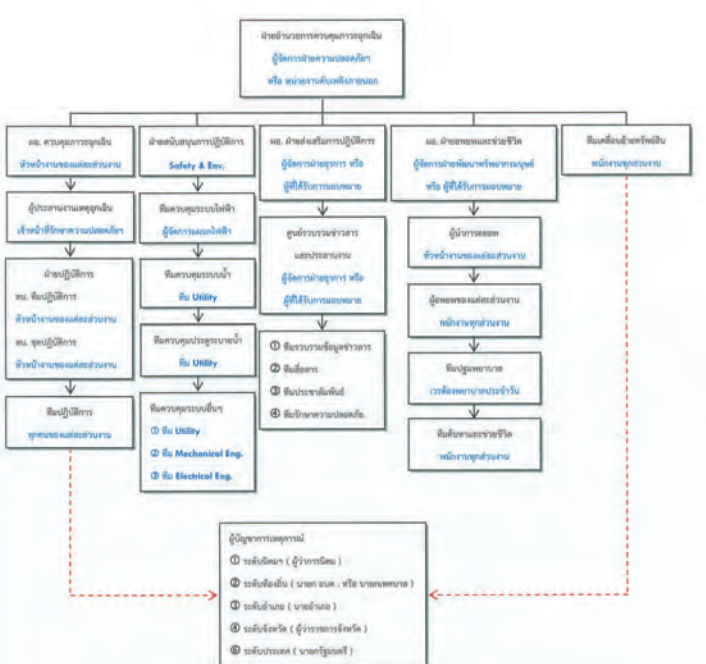 ฝ่ายอำนวยการควบคุมภาวะฉุกเฉิน
ผู้จัดการฝ่ายความปลอดภัยฯ
หรือ หน่วยงานดับเพลิงภายนอก
ผอ. ควบคุมภาวะฉุกเฉิน
หัวหน้างานของแต่ละส่วนงาน
ผู้ประสานงานเหตุฉุกเฉิน
เจ้าหน้าที่รักษาความปลอดภัยฯ
ฝ่ายปฏิบัติการ
หน. ทีมปฏิบัติการ
หัวหน้างานของแต่ละส่วนงาน
หน. ชุดปฏิบัติการ
หัวหน้างานของแต่ละส่วนงาน
ทีมปฏิบัติการ
ทุกคนของแต่ละส่วนงาน
ฝ่ายสนับสนุนการปฏิบัติการ
Safety & Env.
ทีมควบคุมระบบไฟฟ้า
ผู้จัดการแผนกไฟฟ้า
ทีมควบคุมระบบน้ำ
ทีม Utility
ทีมควบคุมประตูระบายน้ำ
ทีม Utility
ทีมควบคุมระบบอื่นๆ
① ทีม Utility
② ทีม Mechanical Eng.
③ ทีม Electrical Eng.
ผอ. ฝ่ายส่งเสริมการปฏิบัติการ
ผู้จัดการฝ่ายธุรการ หรือ
ผู้ที่ได้รับการมอบหมาย
ศูนย์รวบรวมข่าวสาร
และประสานงาน
ผู้จัดการฝ่ายธุรการ หรือ
ผู้ที่ได้รับการมอบหมาย
① ทีมรวบรวมข้อมูลข่าวสาร
② ทีมสื่อสาร
③ ทีมประชาสัมพันธ์
④ ทีมรักษาความปลอดภัย
ผอ. ฝ่ายอพยพและช่วยชีวิต
ผู้จัดการฝ่ายพัฒนาทรัพยากรมนุษย์
หรือ ผู้ที่ได้รับการมอบหมาย
ผู้นำการอพยพ
หัวหน้างานของแต่ละส่วนงาน
ผู้อพยพของแต่ละส่วนงาน
พนักงานทุกส่วนงาน
ทีมปฐมพยาบาล
เวรห้องพยาบาลประจำวัน
ทีมค้นหาและช่วยชีวิต
พนักงานทุกส่วนงาน
ทีมเคลื่อนย้ายทรัพย์สิน
พนักงานทุกส่วนงาน
ผู้บัญชาการเหตุการณ์
① ระดับนิคมฯ ( ผู้ว่าการนิคม )
② ระดับท้องถิ่น ( นายก อบต . หรือ นายกเทศบาล )
③ ระดับอำเภอ ( นายอำเภอ )
④ ระดับจังหวัด ( ผู้ว่าราชการจังหวัด )
⑤ ระดับประเทศ ( นายกรัฐมนตรี )